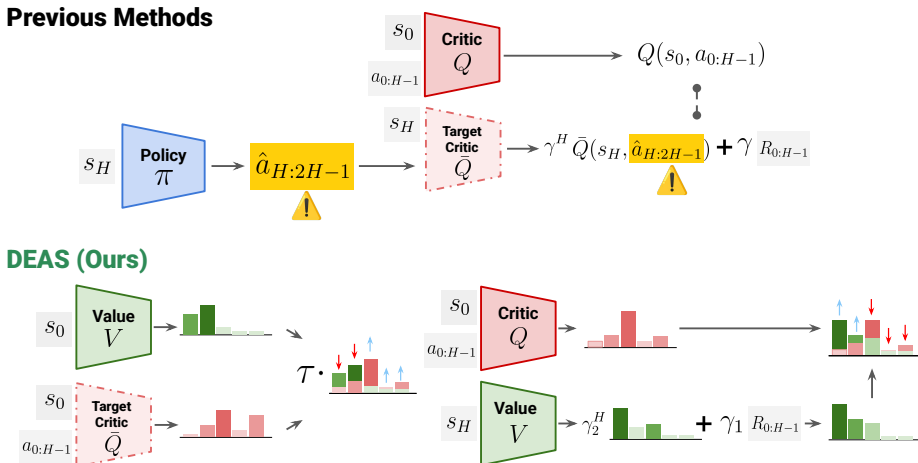 Previous Methods
s_0
a_{0:H−1}
Critic
Q
Q(s_0, a_{0:H−1})
s_H
Policy
π
â_{H:2H−1}
s_H
Target
Critic
Q̄
γ^H Q̄(s_H, â_{H:2H−1}) + γ R_{0:H−1}
DEAS (Ours)
s_0
Value
V
s_0
a_{0:H−1}
Target
Critic
Q̄
τ·
s_0
a_{0:H−1}
Critic
Q
s_H
Value
V
γ_2^H + γ_1 R_{0:H−1}